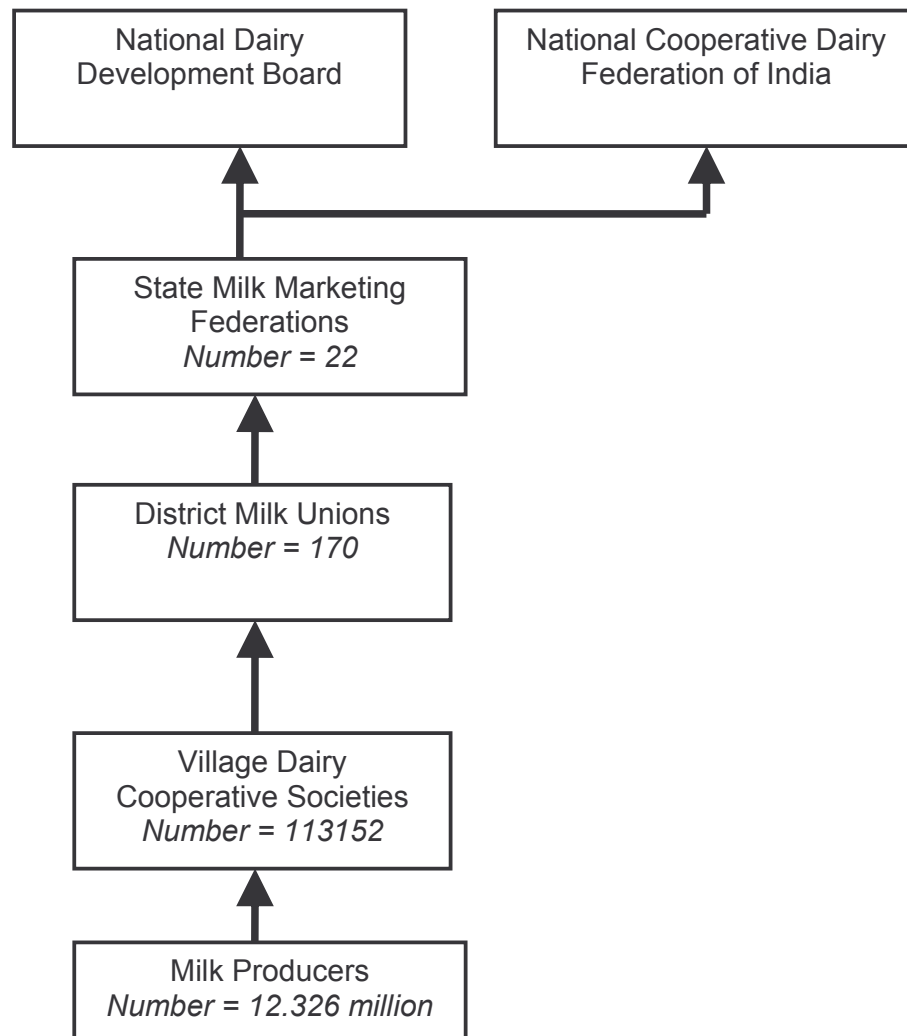 National Dairy
Development Board
National Cooperative Dairy
Federation of India
State Milk Marketing
Federations
Number = 22
District Milk Unions
Number = 170
Village Dairy
Cooperative Societies
Number = 113152
Milk Producers
Number = 12.326 million